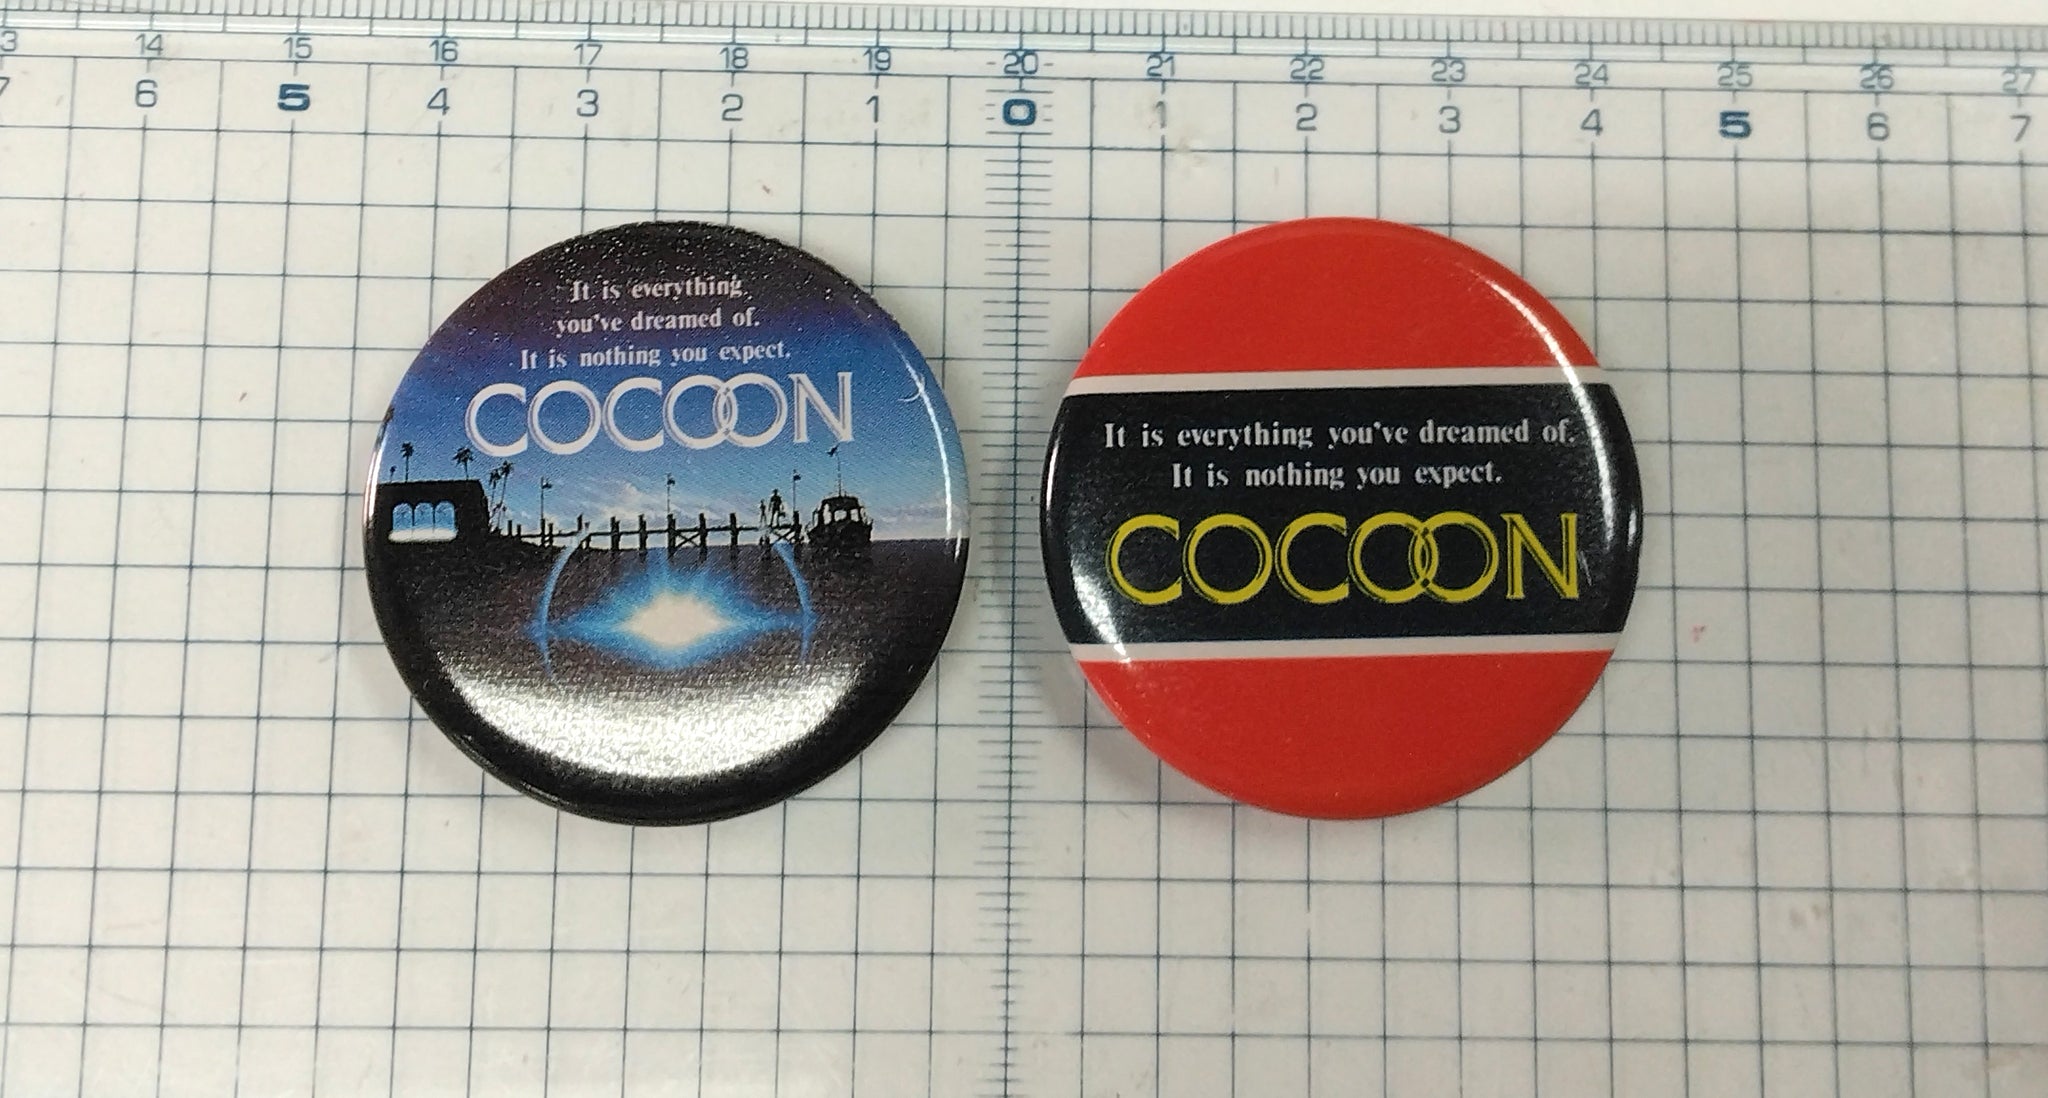 3 14 15 16 17 18 19 -20- 21 22 23 24 25 26 27
7 6 5 4 3 2 1 0 1 2 3 4 5 6 7
It is everything
you've dreamed of.
It is nothing you expect.
COCOON
It is everything you've dreamed of.
It is nothing you expect.
COCOON